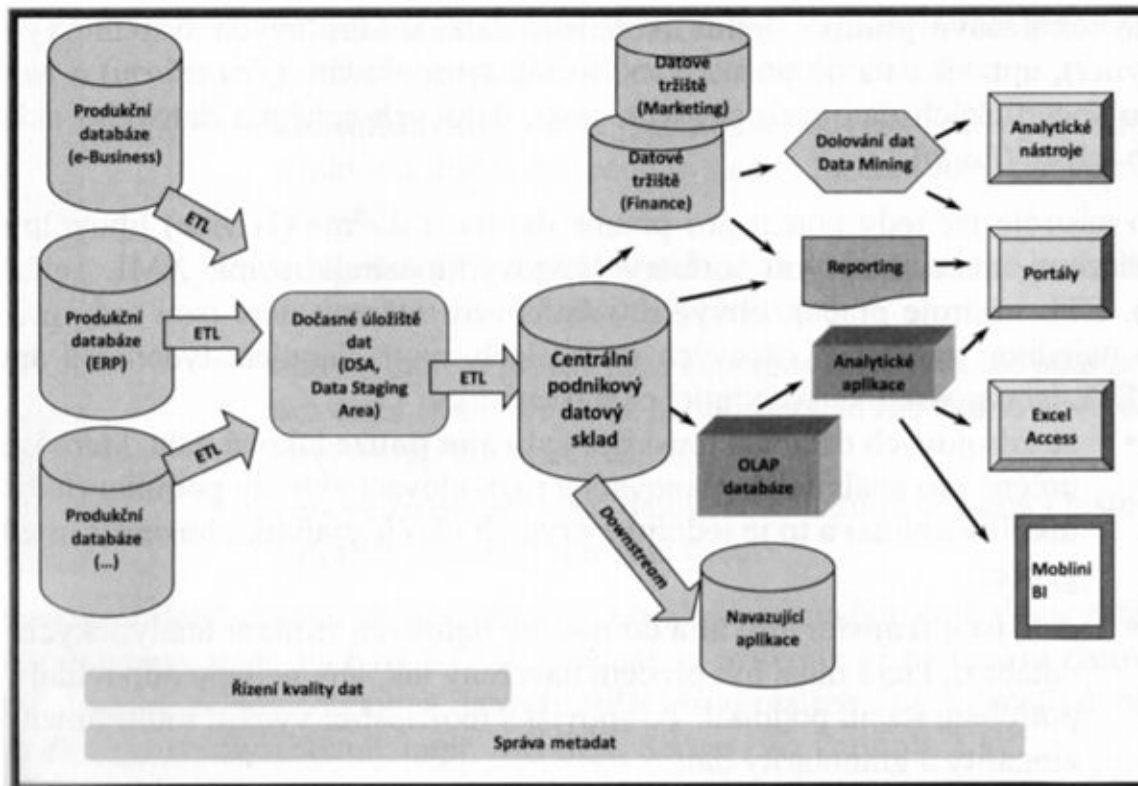 Produkční
databáze
(e-Business)
ETL
Produkční
databáze
(ERP)
ETL
Produkční
databáze
(...)
ETL
Dočasné úložiště
dat
(DSA,
Data Staging
Area)
ETL
Centrální
podnikový
datový
sklad
Datové
tržiště
(Marketing)
Datové
tržiště
(Finance)
Dolování dat
Data Mining
Reporting
Analytické
aplikace
OLAP
databáze
Downstream
Navazující
aplikace
Analytické
nástroje
Portály
Excel
Access
Moblini
BI
Řízení kvality dat
Správa metadat